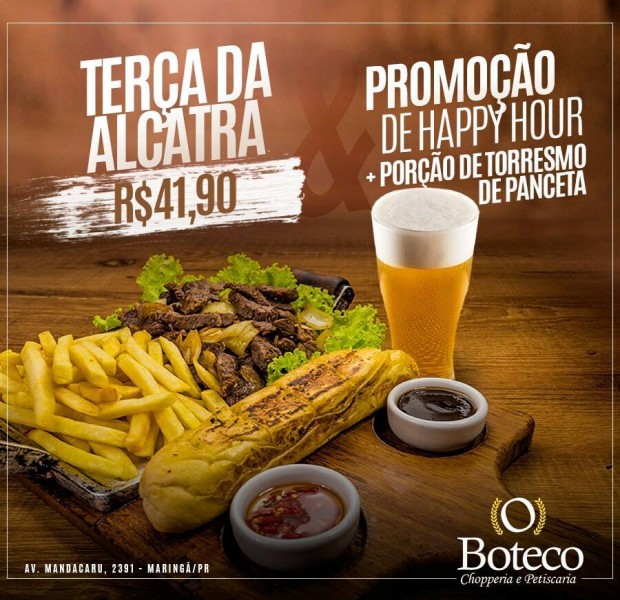 TERÇA DA
ALCATRA
R$41,90
&
PROMOÇÃO
DE HAPPY HOUR
+ PORÇÃO DE TORRESMO
DE PANCETA
O
Boteco
Chopperia e Petiscaria
AV. MANDACARU, 2391 - MARINGÁ/PR